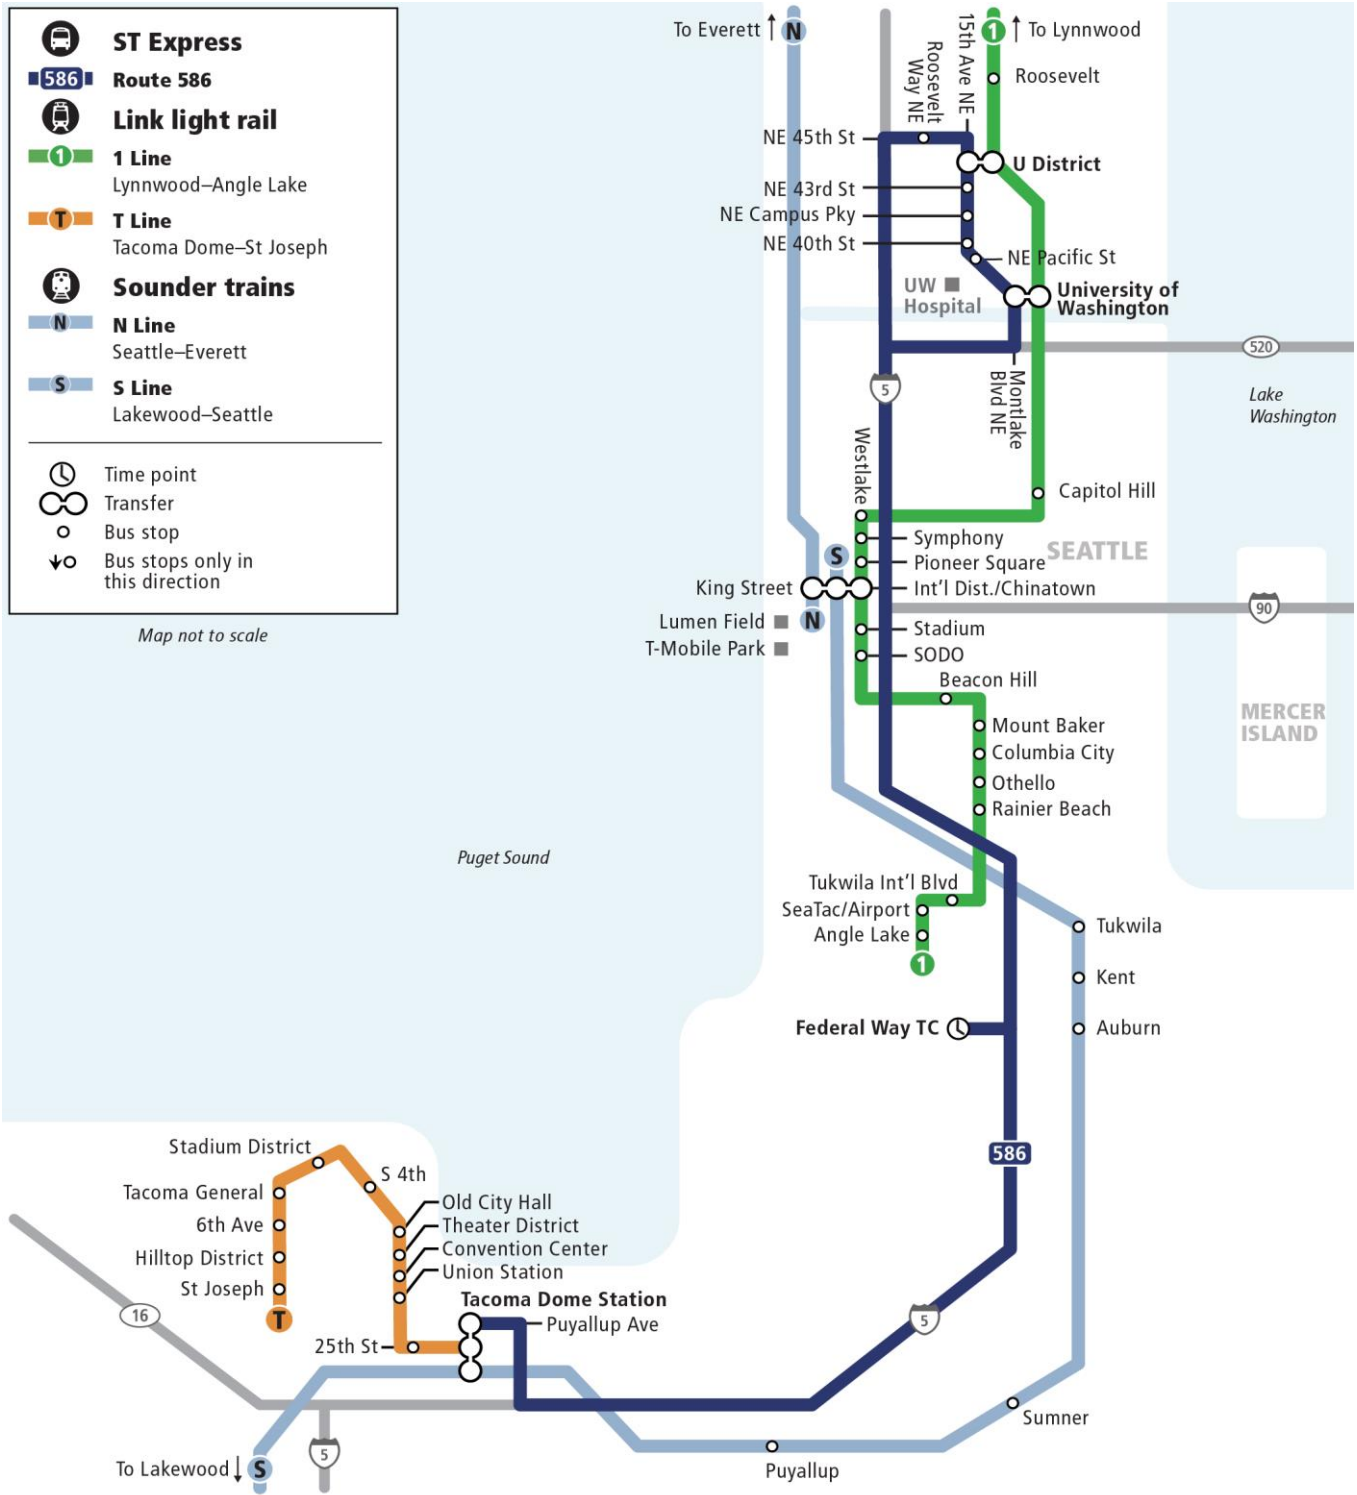 ST Express
586 Route 586
Link light rail
1 1 Line
Lynnwood–Angle Lake
T T Line
Tacoma Dome–St Joseph
Sounder trains
N N Line
Seattle–Everett
S S Line
Lakewood–Seattle
Time point
Transfer
Bus stop
Bus stops only in
this direction
Map not to scale
To Everett
N
15th Ave NE
Roosevelt
Way NE
1
To Lynnwood
Roosevelt
NE 45th St
U District
NE 43rd St
NE Campus Pky
NE 40th St
NE Pacific St
UW
Hospital
University of
Washington
520
5
Montlake
Blvd NE
Lake
Washington
Westlake
Capitol Hill
Symphony
SEATTLE
S
Pioneer Square
King Street
Int'l Dist./Chinatown
90
Lumen Field
N
Stadium
T-Mobile Park
SODO
Beacon Hill
MERCER
ISLAND
Mount Baker
Columbia City
Othello
Rainier Beach
Puget Sound
Tukwila Int'l Blvd
SeaTac/Airport
Angle Lake
1
Tukwila
Kent
Federal Way TC
Auburn
586
Stadium District
S 4th
Tacoma General
Old City Hall
6th Ave
Theater District
Hilltop District
Convention Center
St Joseph
Union Station
T
Tacoma Dome Station
Puyallup Ave
16
5
25th St
Sumner
5
To Lakewood
S
Puyallup